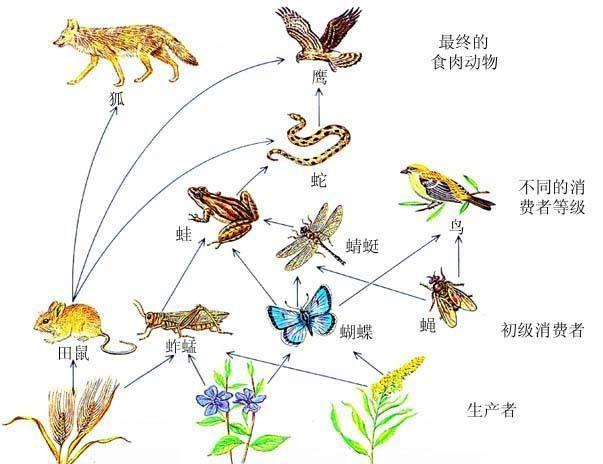 最终的
食肉动物
鹰
狐
蛇
不同的消
费者等级
蛙
蜻蜓
鸟
田鼠
蚱蜢
蝴蝶
蝇
初级消费者
生产者